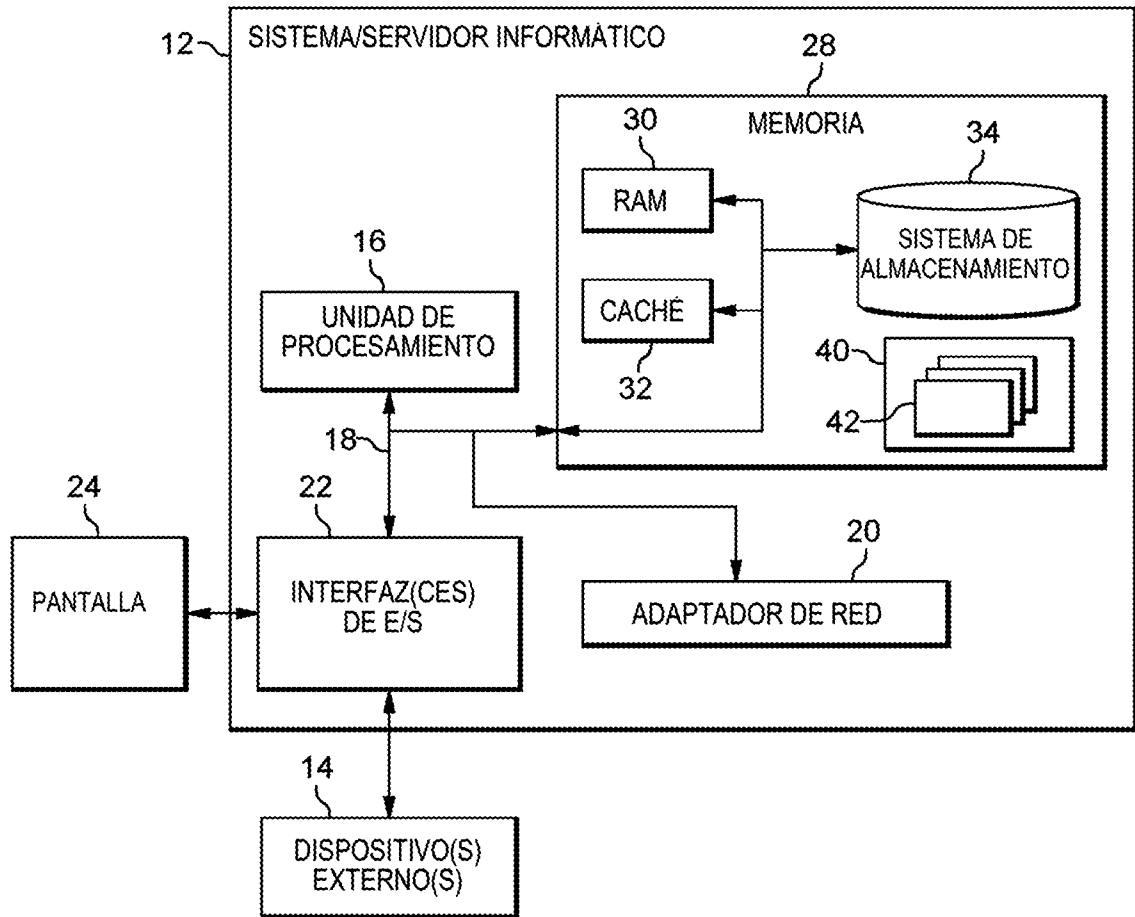 12
SISTEMA/SERVIDOR INFORMÁTICO
28
MEMORIA
30
RAM
34
SISTEMA DE
ALMACENAMIENTO
16
UNIDAD DE
PROCESAMIENTO
CACHÉ
32
40
42
18
24
PANTALLA
22
INTERFAZ(CES)
DE E/S
20
ADAPTADOR DE RED
14
DISPOSITIVO(S)
EXTERNO(S)